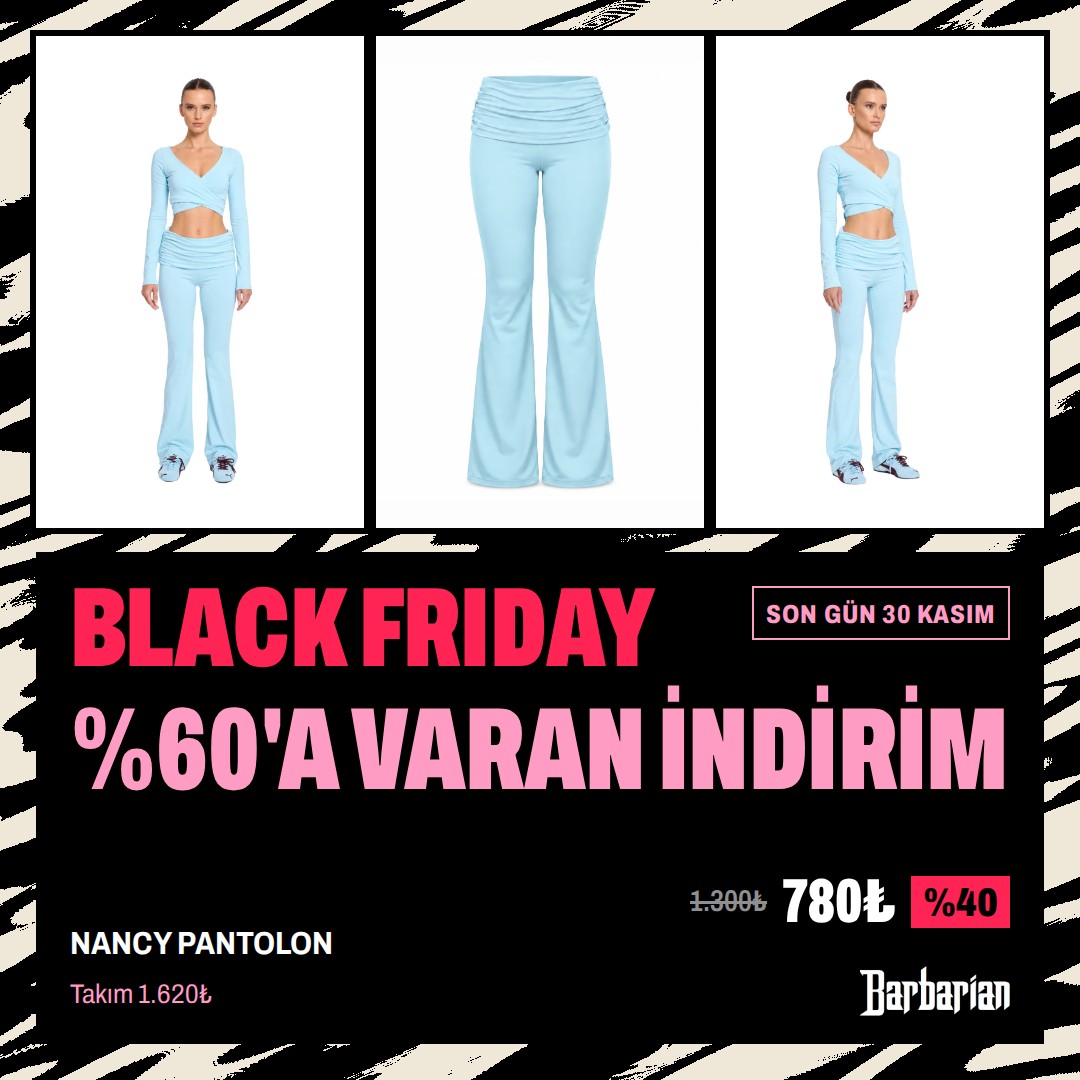 BLACK FRIDAY
SON GÜN 30 KASIM
%60'A VARAN İNDİRİM
1.300₺ 780₺ %40
NANCY PANTOLON
Takım 1.620₺
Barbarian